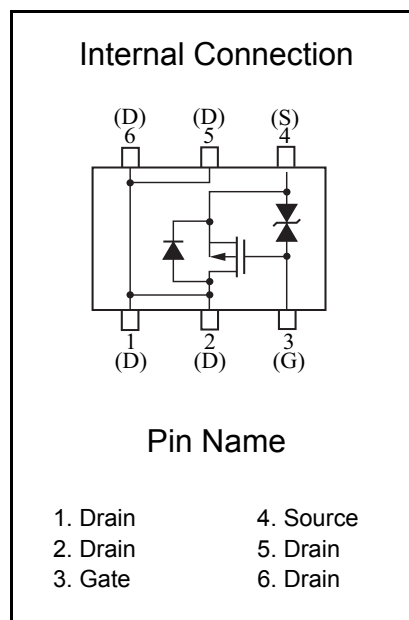 Internal Connection
(D) (D) (S)
6 5 4
1 2 3
(D) (D) (G)
Pin Name
1. Drain 4. Source
2. Drain 5. Drain
3. Gate 6. Drain